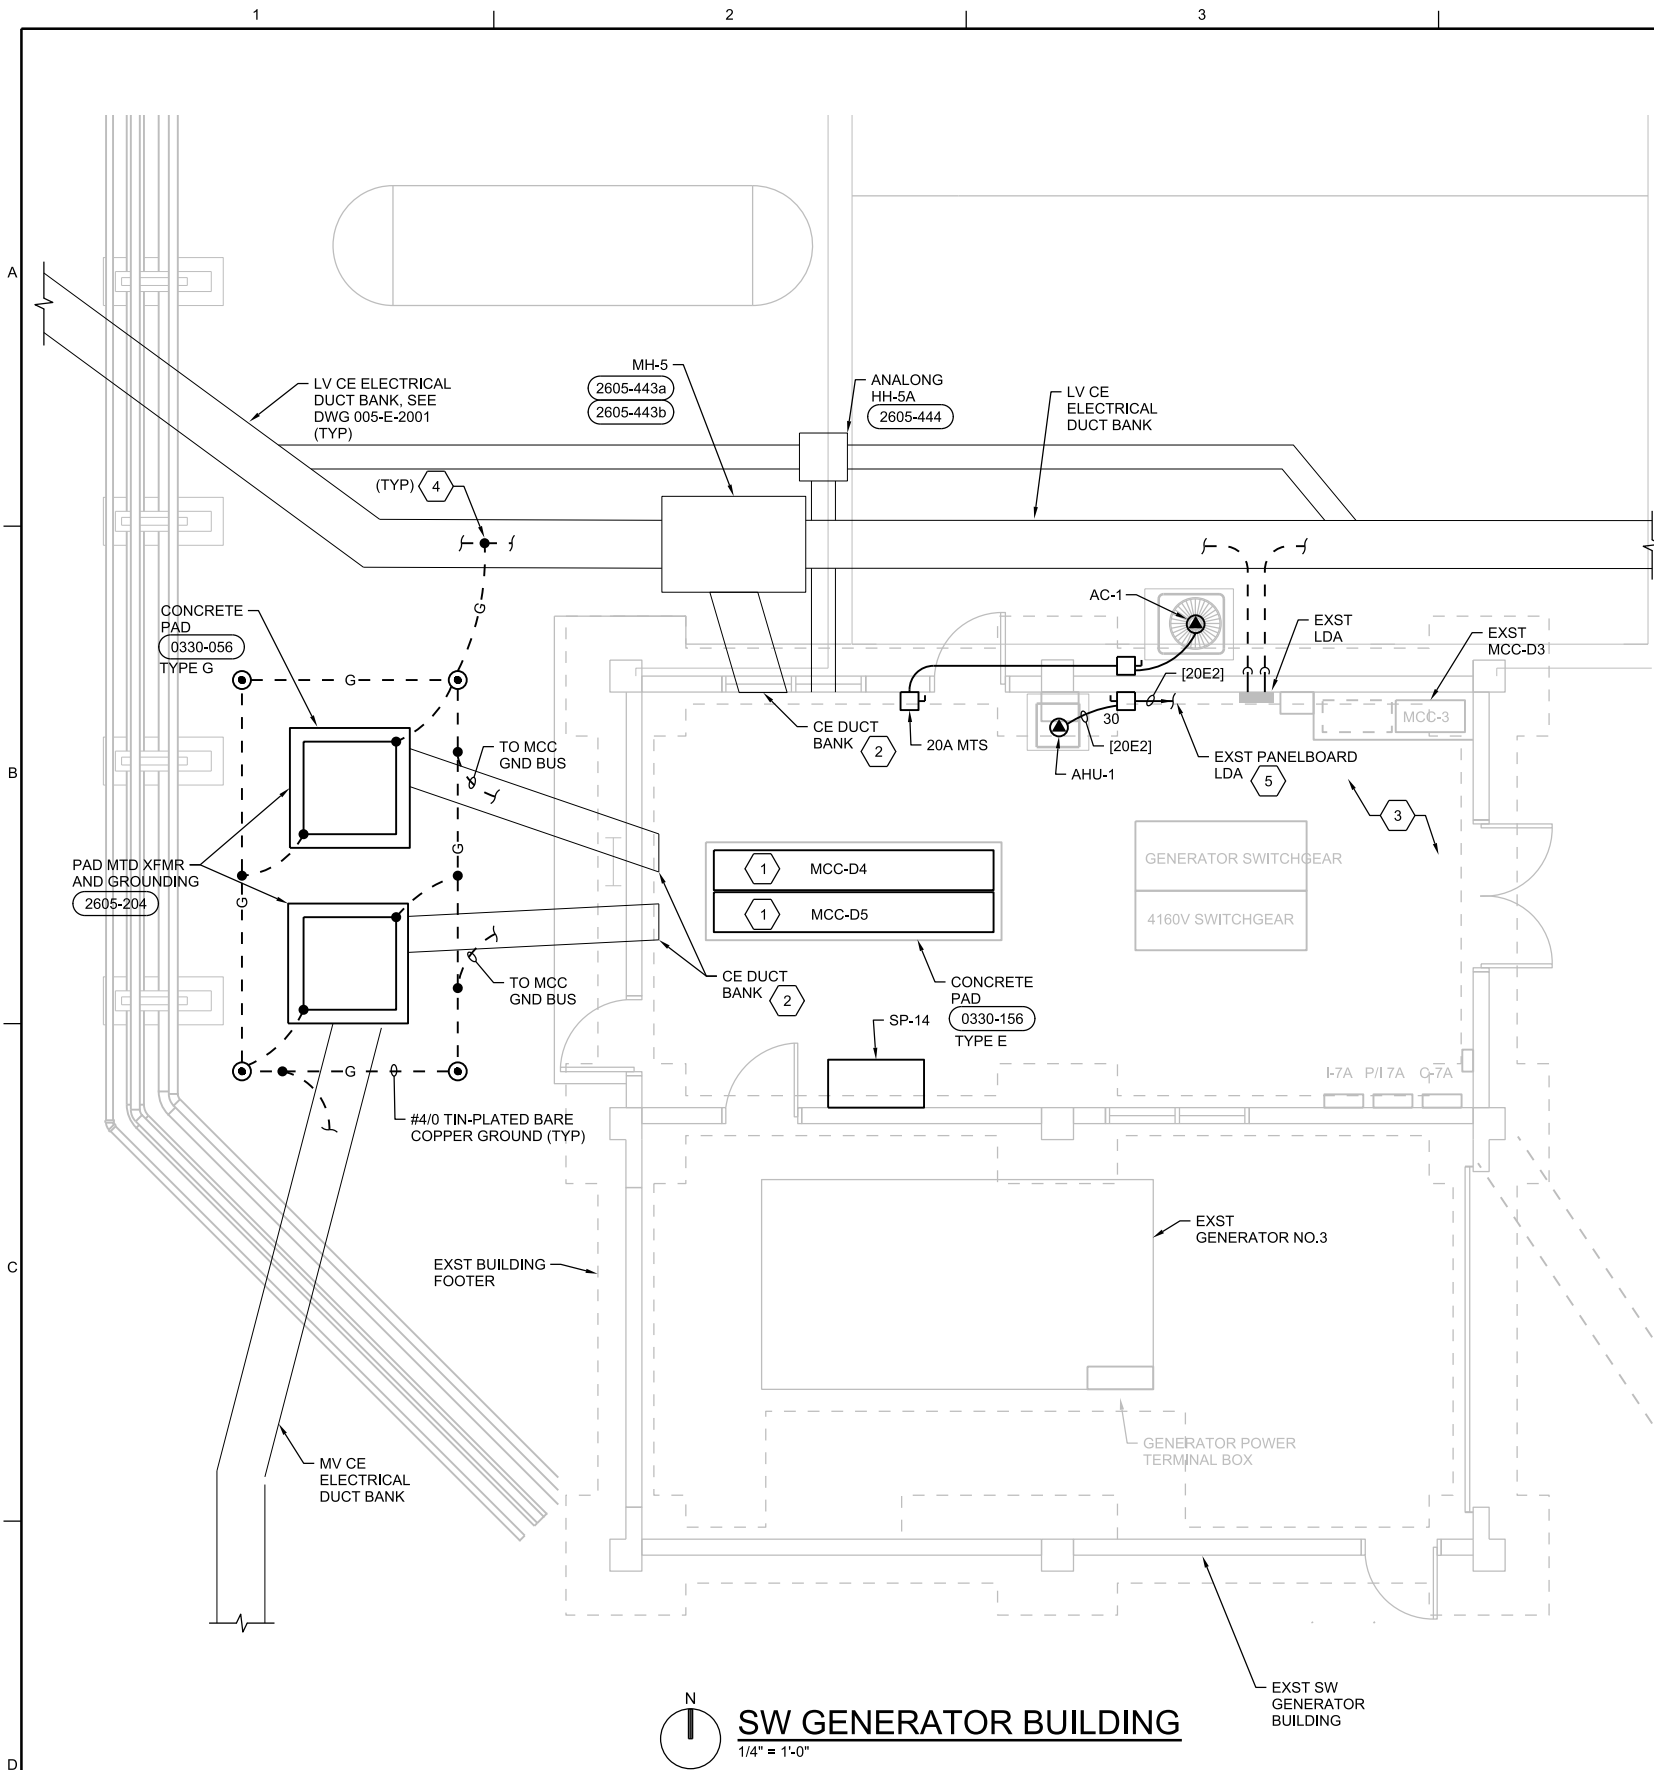 1
2
3
A
B
C
D
LV CE ELECTRICAL
DUCT BANK, SEE
DWG 005-E-2001
(TYP)
MH-5
2605-443a
2605-443b
ANALONG
HH-5A
2605-444
LV CE
ELECTRICAL
DUCT BANK
(TYP)
4
G
CONCRETE
PAD
0330-056
TYPE G
G
AC-1
EXST
LDA
EXST
MCC-D3
[20E2]
MCC-3
30
[20E2]
20A MTS
AHU-1
EXST PANELBOARD
LDA
5
3
CE DUCT
BANK
2
TO MCC
GND BUS
G
G
PAD MTD XFMR
AND GROUNDING
2605-204
1
MCC-D4
1
MCC-D5
GENERATOR SWITCHGEAR
4160V SWITCHGEAR
TO MCC
GND BUS
CE DUCT
BANK
2
CONCRETE
PAD
0330-156
TYPE E
SP-14
G
#4/0 TIN-PLATED BARE
COPPER GROUND (TYP)
I-7A P/I 7A C-7A
EXST BUILDING
FOOTER
EXST
GENERATOR NO.3
GENERATOR POWER
TERMINAL BOX
MV CE
ELECTRICAL
DUCT BANK
EXST SW
GENERATOR
BUILDING
N
SW GENERATOR BUILDING
1/4" = 1'-0"